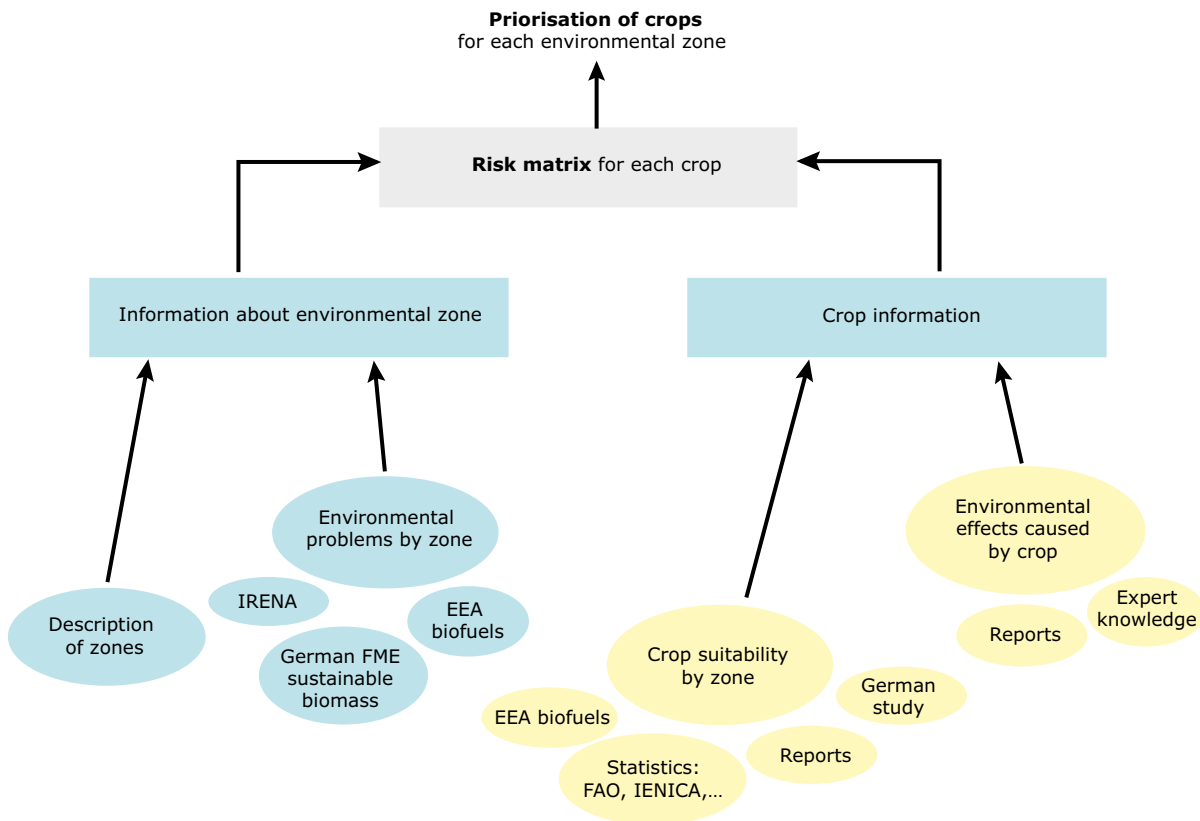 Priorisation of crops
for each environmental zone
Risk matrix for each crop
Information about environmental zone
Crop information
Environmental
problems by zone
Environmental
effects caused
by crop
IRENA
EEA
biofuels
Description
of zones
German FME
sustainable
biomass
Expert
knowledge
Reports
Crop suitability
by zone
German
study
EEA biofuels
Reports
Statistics:
FAO, IENICA,...